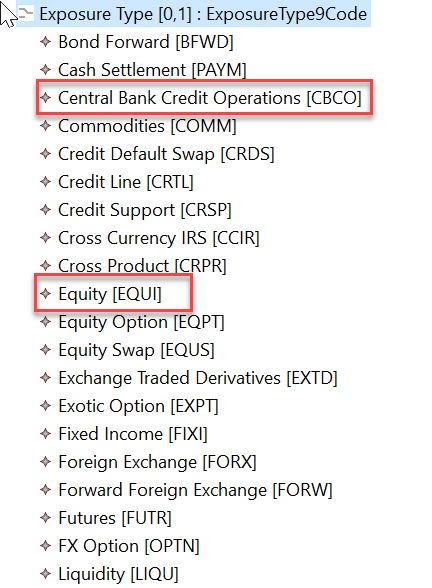 Exposure Type [0,1] : ExposureType9Code
Bond Forward [BFWD]
Cash Settlement [PAYM]
Central Bank Credit Operations [CBCO]
Commodities [COMM]
Credit Default Swap [CRDS]
Credit Line [CRTL]
Credit Support [CRSP]
Cross Currency IRS [CCIR]
Cross Product [CRPR]
Equity [EQUI]
Equity Option [EQPT]
Equity Swap [EQUS]
Exchange Traded Derivatives [EXTD]
Exotic Option [EXPT]
Fixed Income [FIXI]
Foreign Exchange [FORX]
Forward Foreign Exchange [FORW]
Futures [FUTR]
FX Option [OPTN]
Liquidity [LIQU]